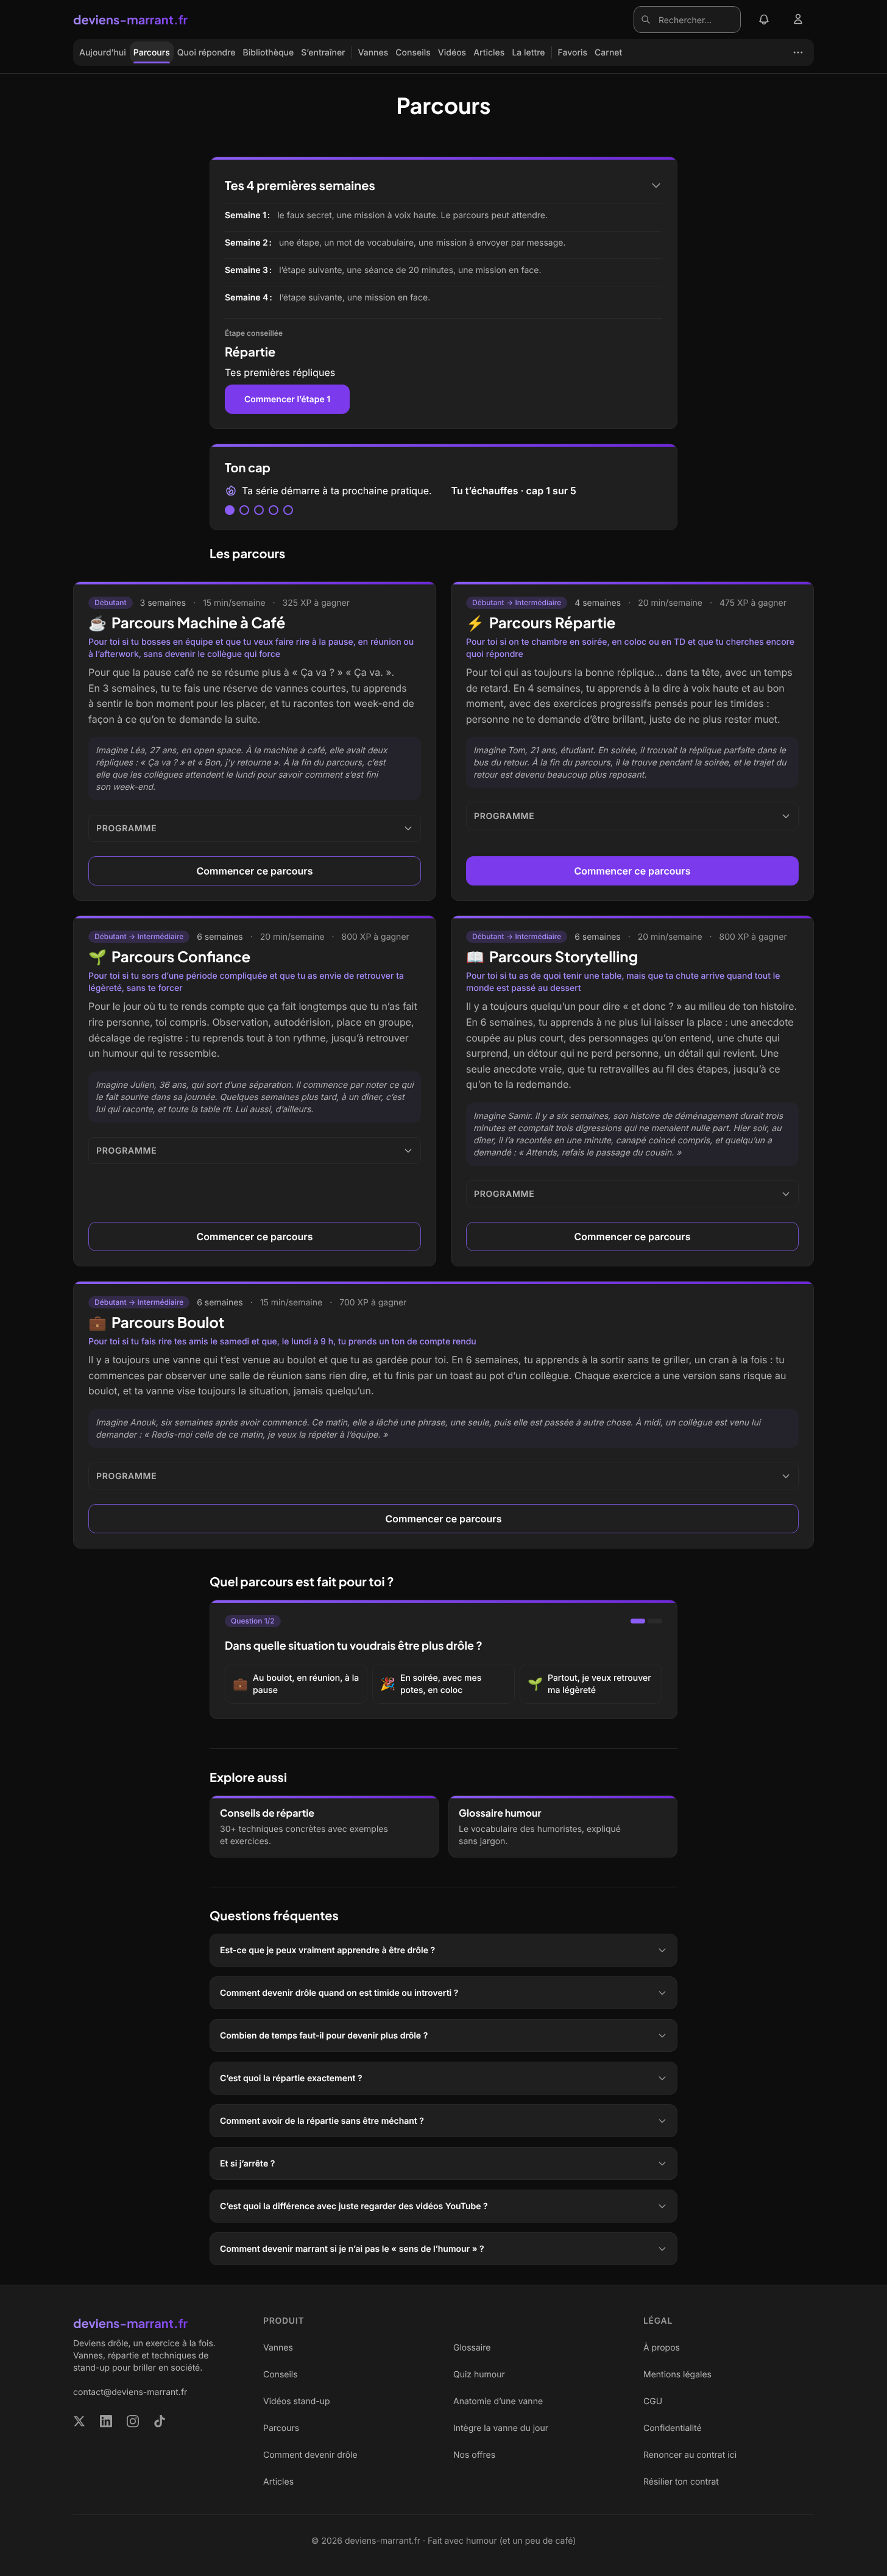 deviens-marrant.fr
Rechercher...
Aujourd'hui Parcours Quoi répondre Bibliothèque S'entraîner Vannes Conseils Vidéos Articles La lettre Favoris Carnet
Parcours
Tes 4 premières semaines
Semaine 1 : le faux secret, une mission à voix haute. Le parcours peut attendre.
Semaine 2 : une étape, un mot de vocabulaire, une mission à envoyer par message.
Semaine 3 : l'étape suivante, une séance de 20 minutes, une mission en face.
Semaine 4 : l'étape suivante, une mission en face.
Étape conseillée
Répartie
Tes premières répliques
Commencer l'étape 1
Ton cap
Ta série démarre à ta prochaine pratique. Tu t'échauffes · cap 1 sur 5
Les parcours
Débutant 3 semaines · 15 min/semaine · 325 XP à gagner
☕ Parcours Machine à Café
Pour toi si tu bosses en équipe et que tu veux faire rire à la pause, en réunion ou
à l'afterwork, sans devenir le collègue qui force
Pour que la pause café ne se résume plus à « Ça va ? » « Ça va. ».
En 3 semaines, tu te fais une réserve de vannes courtes, tu apprends
à sentir le bon moment pour les placer, et tu racontes ton week-end de
façon à ce qu'on te demande la suite.
Imagine Léa, 27 ans, en open space. À la machine à café, elle avait deux
répliques : « Ça va ? » et « Bon, j'y retourne ». À la fin du parcours, c'est
elle que les collègues attendent le lundi pour savoir comment s'est fini
son week-end.
PROGRAMME
Commencer ce parcours
Débutant → Intermédiaire 4 semaines · 20 min/semaine · 475 XP à gagner
⚡ Parcours Répartie
Pour toi si on te chambre en soirée, en coloc ou en TD et que tu cherches encore
quoi répondre
Pour toi qui as toujours la bonne réplique… dans ta tête, avec un temps
de retard. En 4 semaines, tu apprends à la dire à voix haute et au bon
moment, avec des exercices progressifs pensés pour les timides :
personne ne te demande d'être brillant, juste de ne plus rester muet.
Imagine Tom, 21 ans, étudiant. En soirée, il trouvait la réplique parfaite dans le
bus du retour. À la fin du parcours, il la trouve pendant la soirée, et le trajet du
retour est devenu beaucoup plus reposant.
PROGRAMME
Commencer ce parcours
Débutant → Intermédiaire 6 semaines · 20 min/semaine · 800 XP à gagner
🌱 Parcours Confiance
Pour toi si tu sors d'une période compliquée et que tu as envie de retrouver ta
légèreté, sans te forcer
Pour le jour où tu te rends compte que ça fait longtemps que tu n'as fait
rire personne, toi compris. Observation, autodérision, place en groupe,
décalage de registre : tu reprends tout à ton rythme, jusqu'à retrouver
un humour qui te ressemble.
Imagine Julien, 36 ans, qui sort d'une séparation. Il commence par noter ce qui
le fait sourire dans sa journée. Quelques semaines plus tard, à un dîner, c'est
lui qui raconte, et toute la table rit. Lui aussi, d'ailleurs.
PROGRAMME
Commencer ce parcours
Débutant → Intermédiaire 6 semaines · 20 min/semaine · 800 XP à gagner
📖 Parcours Storytelling
Pour toi si tu as de quoi tenir une table, mais que ta chute arrive quand tout le
monde est passé au dessert
Il y a toujours quelqu'un pour dire « et donc ? » au milieu de ton histoire.
En 6 semaines, tu apprends à ne plus lui laisser la place : une anecdote
coupée au plus court, des personnages qu'on entend, une chute qui
surprend, un détour qui ne perd personne, un détail qui revient. Une
seule anecdote vraie, que tu retravailles au fil des étapes, jusqu'à ce
qu'on te la redemande.
Imagine Samir. Il y a six semaines, son histoire de déménagement durait trois
minutes et comptait trois digressions qui ne menaient nulle part. Hier soir, au
dîner, il l'a racontée en une minute, canapé coincé compris, et quelqu'un a
demandé : « Attends, refais le passage du cousin. »
PROGRAMME
Commencer ce parcours
Débutant → Intermédiaire 6 semaines · 15 min/semaine · 700 XP à gagner
💼 Parcours Boulot
Pour toi si tu fais rire tes amis le samedi et que, le lundi à 9 h, tu prends un ton de compte rendu
Il y a toujours une vanne qui t'est venue au boulot et que tu as gardée pour toi. En 6 semaines, tu apprends à la sortir sans te griller, un cran à la fois : tu
commences par observer une salle de réunion sans rien dire, et tu finis par un toast au pot d'un collègue. Chaque exercice a une version sans risque au
boulot, et ta vanne vise toujours la situation, jamais quelqu'un.
Imagine Anouk, six semaines après avoir commencé. Ce matin, elle a lâché une phrase, une seule, puis elle est passée à autre chose. À midi, un collègue est venu lui
demander : « Redis-moi celle de ce matin, je veux la répéter à l'équipe. »
PROGRAMME
Commencer ce parcours
Quel parcours est fait pour toi ?
Question 1/2
Dans quelle situation tu voudrais être plus drôle ?
💼 Au boulot, en réunion, à la
pause
🎉 En soirée, avec mes
potes, en coloc
🌱 Partout, je veux retrouver
ma légèreté
Explore aussi
Conseils de répartie
30+ techniques concrètes avec exemples
et exercices.
Glossaire humour
Le vocabulaire des humoristes, expliqué
sans jargon.
Questions fréquentes
Est-ce que je peux vraiment apprendre à être drôle ?
Comment devenir drôle quand on est timide ou introverti ?
Combien de temps faut-il pour devenir plus drôle ?
C'est quoi la répartie exactement ?
Comment avoir de la répartie sans être méchant ?
Et si j'arrête ?
C'est quoi la différence avec juste regarder des vidéos YouTube ?
Comment devenir marrant si je n'ai pas le « sens de l'humour » ?
deviens-marrant.fr
Deviens drôle, un exercice à la fois.
Vannes, répartie et techniques de
stand-up pour briller en société.
contact@deviens-marrant.fr
PRODUIT
Vannes
Conseils
Vidéos stand-up
Parcours
Comment devenir drôle
Articles
Glossaire
Quiz humour
Anatomie d'une vanne
Intègre la vanne du jour
Nos offres
LÉGAL
À propos
Mentions légales
CGU
Confidentialité
Renoncer au contrat ici
Résilier ton contrat
© 2026 deviens-marrant.fr · Fait avec humour (et un peu de café)